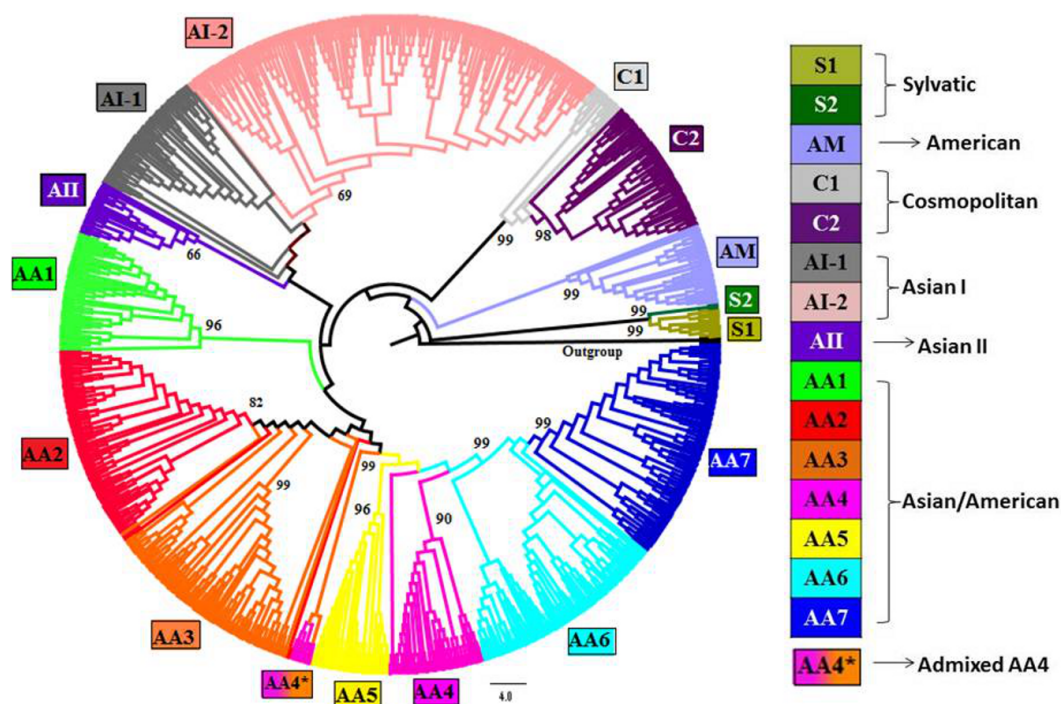 AI-2
C1
AI-1
C2
AII
69
99
98
66
AM
AA1
99
S2
99
96
99
S1
Outgroup
82
99
AA2
99
99
AA7
99
96
90
AA3
AA6
AA4*
AA5
AA4
4.0
S1
S2
Sylvatic
AM
American
C1
C2
Cosmopolitan
AI-1
AI-2
Asian I
AII
Asian II
AA1
AA2
AA3
AA4
AA5
AA6
AA7
Asian/American
AA4*
Admixed AA4